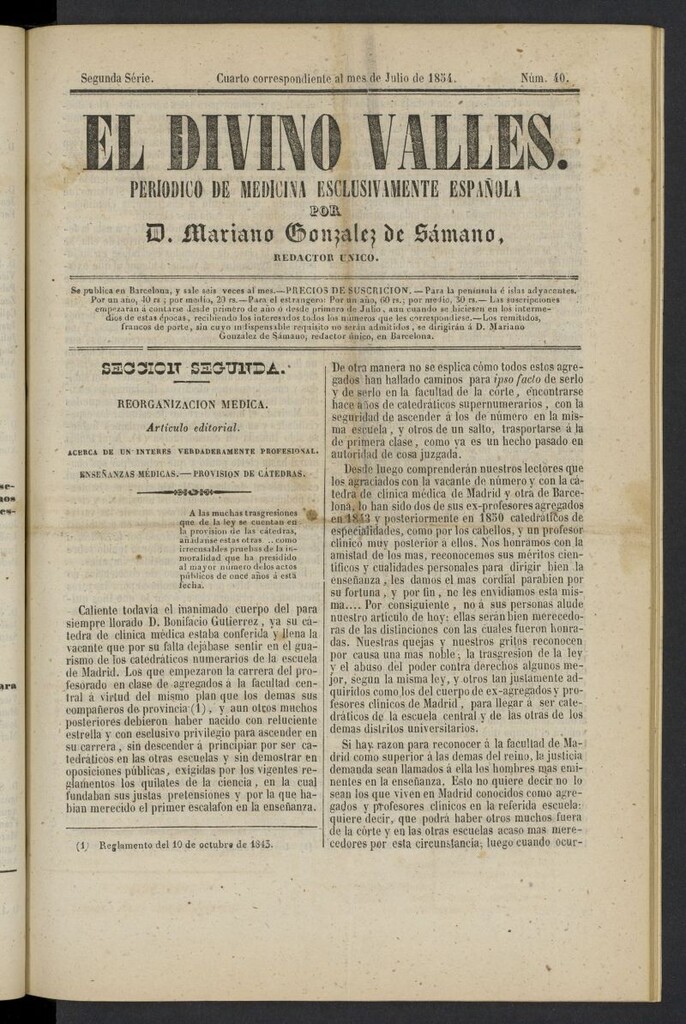 Segunda Série. Cuarto correspondiente al mes de Julio de 1854. Núm. 40.
EL DIVINO VALLES.
PERIODICO DE MEDICINA ESCLUSIVAMENTE ESPAÑOLA
POR
D. Mariano Gonzalez de Sámano,
REDACTOR UNICO.
Se publica en Barcelona, y sale seis veces al mes.—PRECIOS DE SUSCRICION.—Para la península é islas adyacentes.
Por un año, 40 rs; por medio, 20 rs.—Para el estrangero: Por un año, 60 rs.; por medio, 30 rs.—Las suscripciones
empezarán á contarse desde primero de año ó desde primero de Julio, aun cuando se hiciesen en los interme-
dios de estas épocas, recibiendo los interesados todos los números que les correspondiese.—Los remitidos,
francos de porte, sin cuyo indispensable requisito no serán admitidos, se dirigirán á D. Mariano
Gonzalez de Sámano, redactor único, en Barcelona.
SECCION SEGUNDA.
REORGANIZACION MEDICA.
Artículo editorial.
ACERCA DE UN INTERES VERDADERAMENTE PROFESIONAL.
ENSEÑANZAS MÉDICAS.—PROVISION DE CÁTEDRAS.
A las muchas trasgresiones
que de la ley se cuentan en
la provision de las cátedras,
añádanse estas otras .. como
irrecusables pruebas de la in-
moralidad que ha presidido
al mayor número de los actos
públicos de once años á esta
fecha.
Caliente todavia el inanimado cuerpo del para
siempre llorado D. Bonifacio Gutierrez, ya su cá-
tedra de clínica médica estaba conferida y llena la
vacante que por su falta dejábase sentir en el gua-
rismo de los catedráticos numerarios de la escuela
de Madrid. Los que empezaron la carrera del pro-
fesorado en clase de agregados á la facultad cen-
tral á virtud del mismo plan que los demas sus
compañeros de provincia (1), y aun otros muchos
posteriores debieron haber nacido con reluciente
estrella y con esclusivo privilegio para ascender en
su carrera, sin descender á principiar por ser ca-
tedráticos en las otras escuelas y sin demostrar en
oposiciones públicas, exigidas por los vigentes re-
glamentos los quilates de la ciencia, en la cual
fundaban sus justas pretensiones y por la que ha-
bian merecido el primer escalafon en la enseñanza.
(1) Reglamento del 10 de octubre de 1843.
De otra manera no se esplica cómo todos estos agre-
gados han hallado caminos para ipso facto de serlo
y de serlo en la facultad de la córte, encontrarse
hace años de catedráticos supernumerarios, con la
seguridad de ascender á los de número en la mis-
ma escuela, y otros de un salto, trasportarse á la
de primera clase, como ya es un hecho pasado en
autoridad de cosa juzgada.
Desde luego comprenderán nuestros lectores que
los agraciados con la vacante de número y con la cá-
tedra de clínica médica de Madrid y otra de Barce-
lona, lo han sido dos de sus ex-profesores agregados
en 1843 y posteriormente en 1850 catedráticos de
especialidades, como por los cabellos, y un profesor
clínico muy posterior á ellos. Nos honramos con la
amistad de los mas, reconocemos sus méritos cien-
tíficos y cualidades personales para dirigir bien la
enseñanza, les damos el mas cordial parabien por
su fortuna, y por fin, ne les envidiamos esta mis-
ma.... Por consiguiente, no á sus personas alude
nuestro artículo de hoy; ellas serán bien merecedo-
ras de las distinciones con las cuales fueron honra-
das. Nuestras quejas y nuestros gritos reconocen
por causa una mas noble; la trasgresion de la ley
y el abuso del poder contra derechos algunos me-
jor, segun la misma ley, y otros tan justamente ad-
quiridos como los del cuerpo de ex-agregados y pro-
fesores clínicos de Madrid, para llegar á ser cate-
dráticos de la escuela central y de las otras de los
demas distritos universitarios.
Si hay razon para reconocer á la facultad de Ma-
drid como superior á las demas del reino, la justicia
demanda sean llamados á ella los hombres mas emi-
nentes en la enseñanza. Esto no quiere decir no lo
sean los que viven en Madrid conocidos como agre-
gados y profesores clínicos en la referida escuela:
quiere decir, que podrá haber otros muchos fuera
de la córte y en las otras escuelas acaso mas mere-
cedores por esta circunstancia; luego cuando ocur-